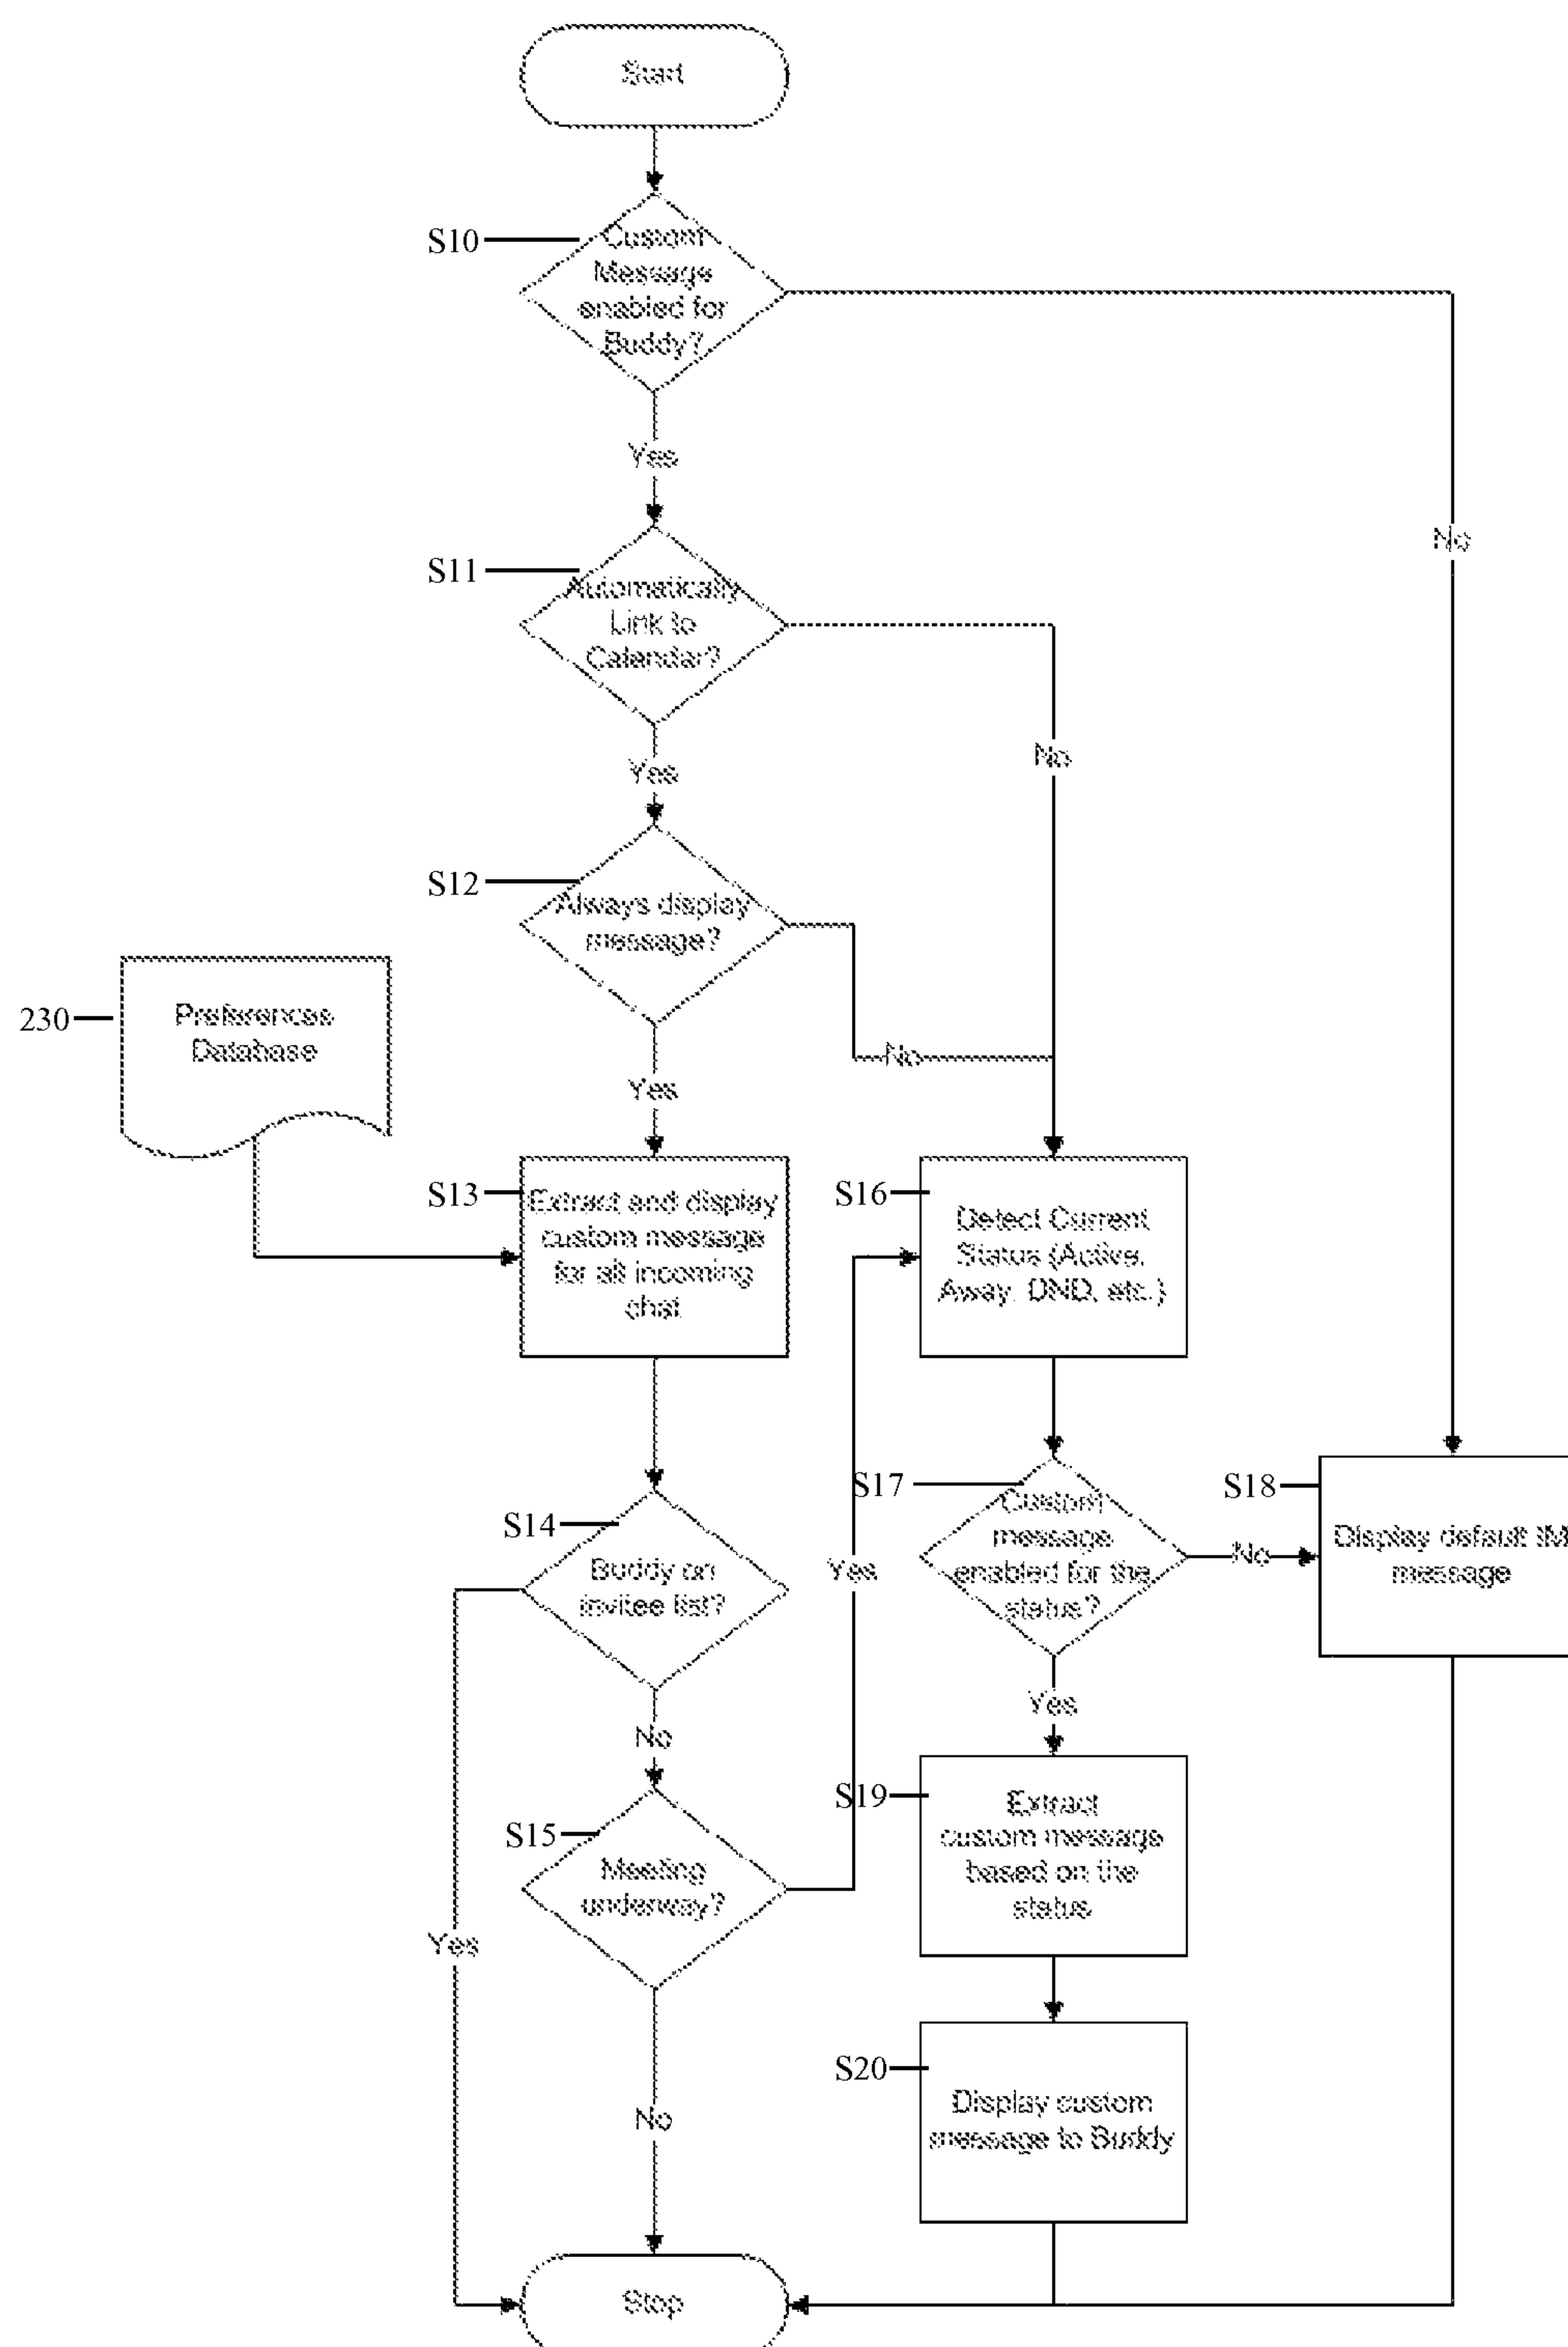 Start
S10
Custom
Message
enabled for
Buddy?
Yes
No
S11
Automatically
Link to
Calendar?
Yes
No
S12
Always display
message?
No
Yes
230
Preferences
Database
S13
Extract and display
custom message
for all incoming
chat
S16
Detect Current
Status (Active,
Away, DND, etc.)
S14
Buddy on
invitee list?
Yes
No
Yes
S17
Custom
message
enabled for the
status?
No
Yes
S18
Display default IM
message
S15
Meeting
underway?
No
S19
Extract
custom message
based on the
status
S20
Display custom
message to Buddy
Stop